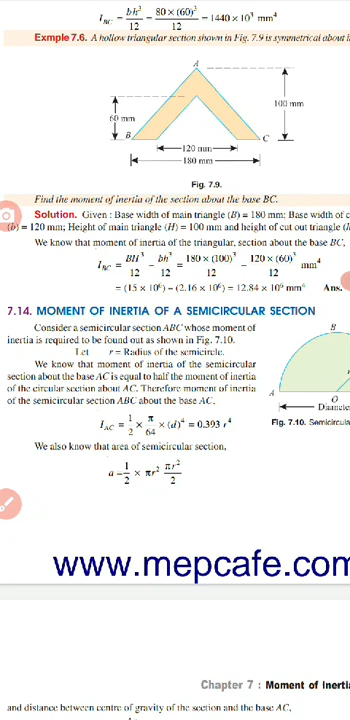 I_BC = bh³/12 = 80 × (60)³/12 = 1440 × 10³ mm⁴
Exmple 7.6. A hollow triangular section shown in Fig. 7.9 is symmetrical about
A
100 mm
60 mm
B
C
120 mm
180 mm
Fig. 7.9.
Find the moment of inertia of the section about the base BC.
Solution. Given : Base width of main triangle (B) = 180 mm; Base width of c
(b) = 120 mm; Height of main triangle (H) = 100 mm and height of cut out triangle (h
We know that moment of inertia of the triangular, section about the base BC,
I_BC = BH³/12 – bh³/12 = 180 × (100)³/12 – 120 × (60)³/12 mm⁴
= (15 × 10⁶) – (2.16 × 10⁶) = 12.84 × 10⁶ mm⁴ Ans.
7.14. MOMENT OF INERTIA OF A SEMICIRCULAR SECTION
Consider a semicircular section ABC whose moment of
inertia is required to be found out as shown in Fig. 7.10.
Let r = Radius of the semicircle.
We know that moment of inertia of the semicircular
section about the base AC is equal to half the moment of inertia
of the circular section about AC. Therefore moment of inertia
of the semicircular section ABC about the base AC,
I_AC = 1/2 × π/64 × (d)⁴ = 0.393 r⁴
We also know that area of semicircular section,
a = 1/2 × πr² πr²/2
B
r
A
O
Diamete
Fig. 7.10. Semicircula
www.mepcafe.com
Chapter 7 : Moment of Inerti
and distance between centre of gravity of the section and the base AC,